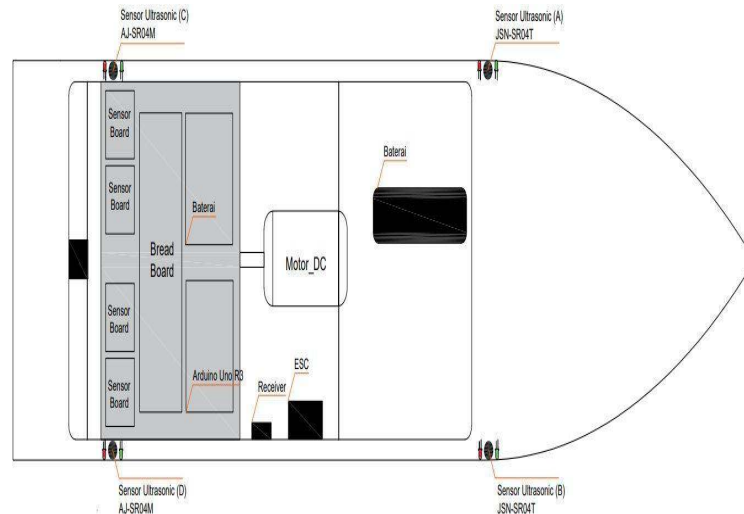 Sensor Ultrasonic (C)
AJ-SR04M
Sensor Ultrasonic (A)
JSN-SR04T
Sensor
Board
Sensor
Board
Baterai
Baterai
Bread
Board
Motor_DC
Sensor
Board
Sensor
Board
Arduino Uno R3
Receiver
ESC
Sensor Ultrasonic (D)
AJ-SR04M
Sensor Ultrasonic (B)
JSN-SR04T